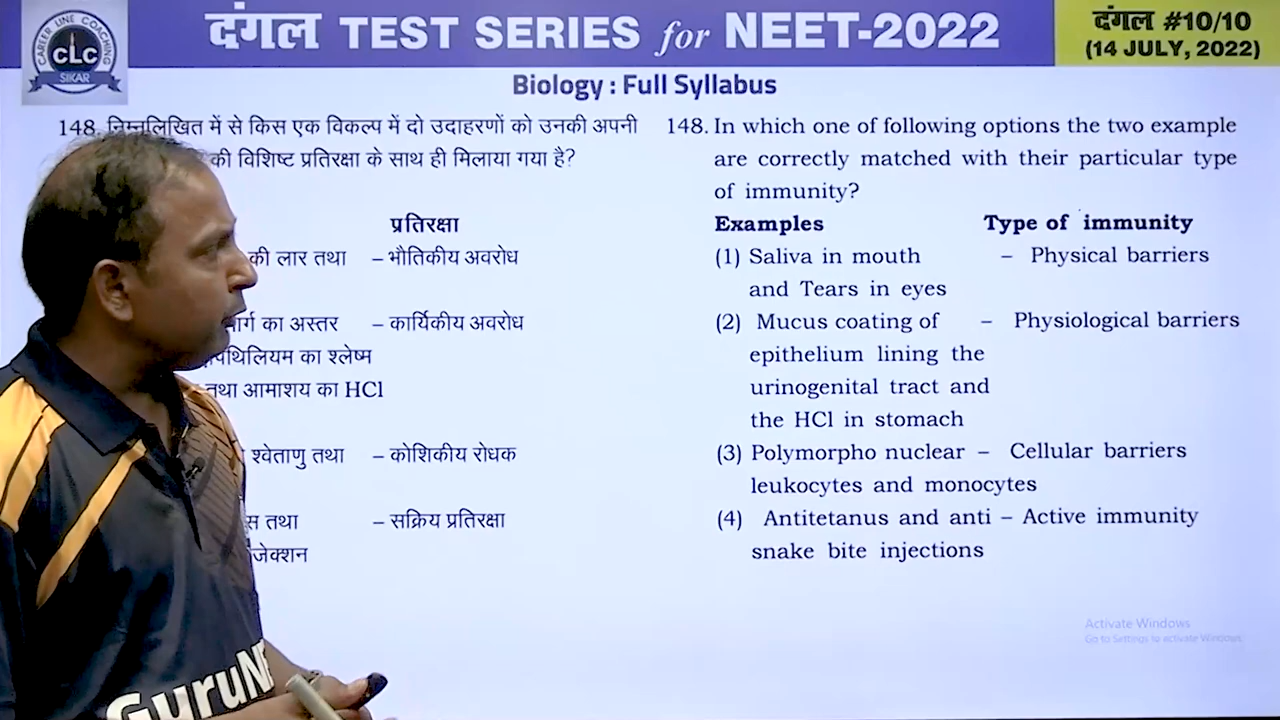 दंगल TEST SERIES for NEET-2022
दंगल #10/10
(14 JULY, 2022)
CAREER LINE COACHING
CLC
SIKAR
Biology : Full Syllabus
148. निम्नलिखित में से किस एक विकल्प में दो उदाहरणों को उनकी अपनी
की विशिष्ट प्रतिरक्षा के साथ ही मिलाया गया है?
प्रतिरक्षा
की लार तथा – भौतिकीय अवरोध
का अस्तर – कार्यिकीय अवरोध
का श्लेष्म
तथा आमाशय का HCl
श्वेताणु तथा – कोशिकीय रोधक
तथा – सक्रिय प्रतिरक्षा
148. In which one of following options the two example
are correctly matched with their particular type
of immunity?
Examples Type of immunity
(1) Saliva in mouth – Physical barriers
and Tears in eyes
(2) Mucus coating of – Physiological barriers
epithelium lining the
urinogenital tract and
the HCl in stomach
(3) Polymorpho nuclear – Cellular barriers
leukocytes and monocytes
(4) Antitetanus and anti – Active immunity
snake bite injections
Activate Windows
Go to Settings to activate Windows.